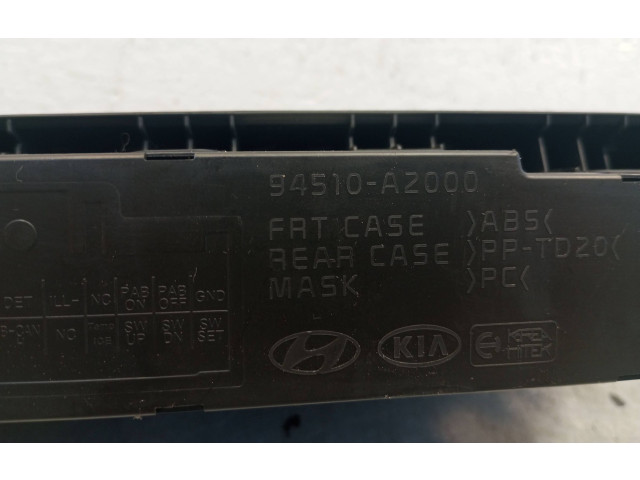 94510-A2000
FRT CASE >ABS<
REAR CASE >PP-TD20<
MASK >PC<
DET ILL- NC PAB ON PAB OFF GND
B-CAN NC SW UP SW DN SW SET
KIA